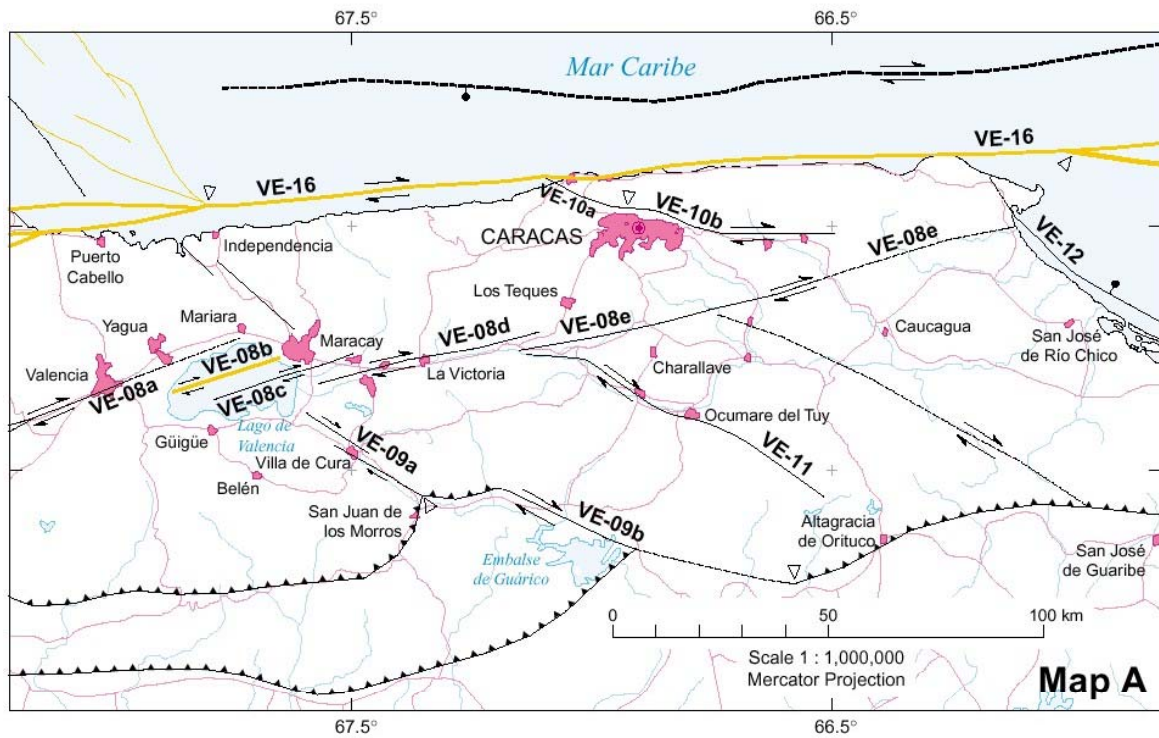 67.5°
66.5°
Mar Caribe
VE-16
VE-16
VE-10a
VE-10b
CARACAS
VE-08e
VE-12
Independencia
Puerto
Cabello
Los Teques
Mariara
Yagua
Maracay
VE-08d
VE-08e
Caucagua
San José
de Río Chico
VE-08b
Valencia
VE-08a
La Victoria
Charallave
VE-08c
Ocumare del Tuy
Lago de
Valencia
Güigüe
VE-09a
Villa de Cura
VE-11
Belén
San Juan de
los Morros
VE-09b
Altagracia
de Orituco
San José
de Guaribe
Embalse
de Guárico
0
50
100 km
Scale 1 : 1,000,000
Mercator Projection
Map A
67.5°
66.5°